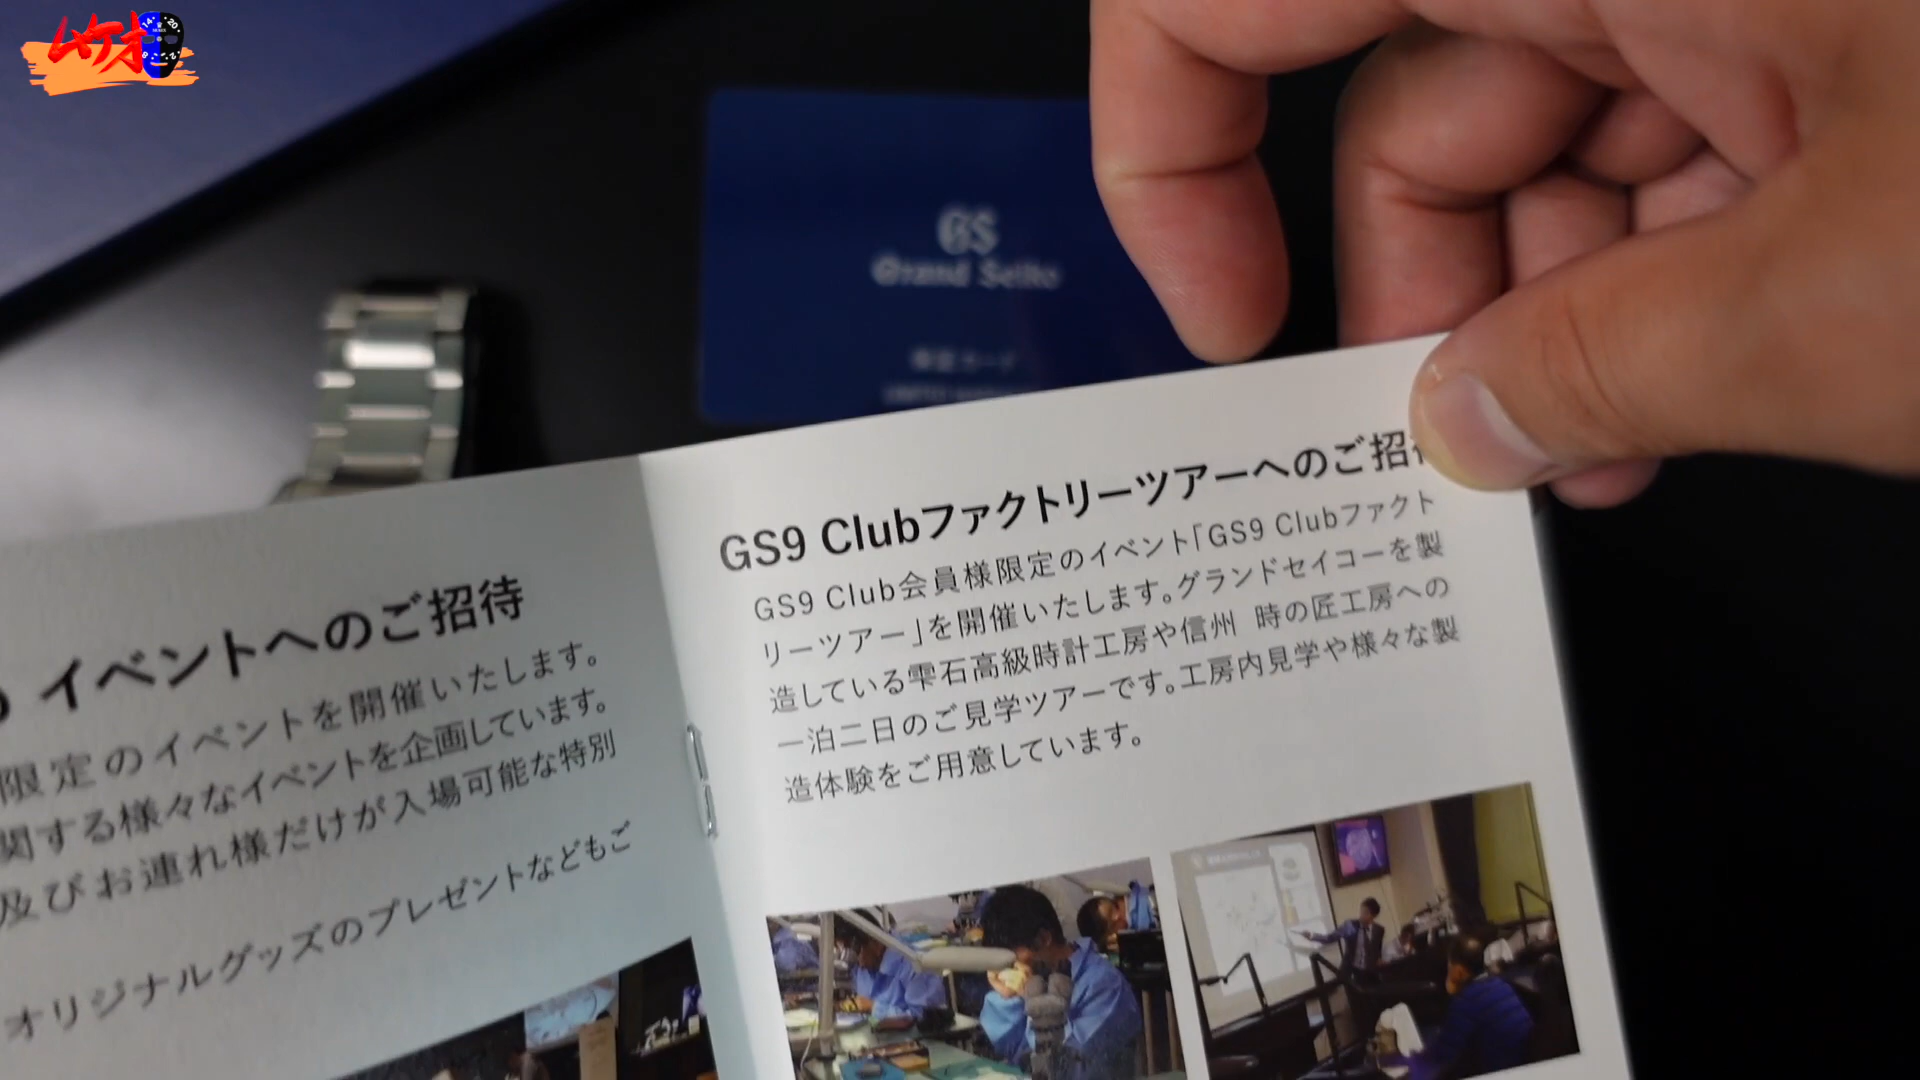 ムケオ
GS
Grand Seiko
イベントへのご招待
限定のイベントを開催いたします。
関する様々なイベントを企画しています。
及びお連れ様だけが入場可能な特別
オリジナルグッズのプレゼントなどもご
GS9 Clubファクトリーツアーへのご招
GS9 Club会員様限定のイベント「GS9 Clubファクト
リーツアー」を開催いたします。グランドセイコーを製
造している雫石高級時計工房や信州 時の匠工房への
一泊二日のご見学ツアーです。工房内見学や様々な製
造体験をご用意しています。